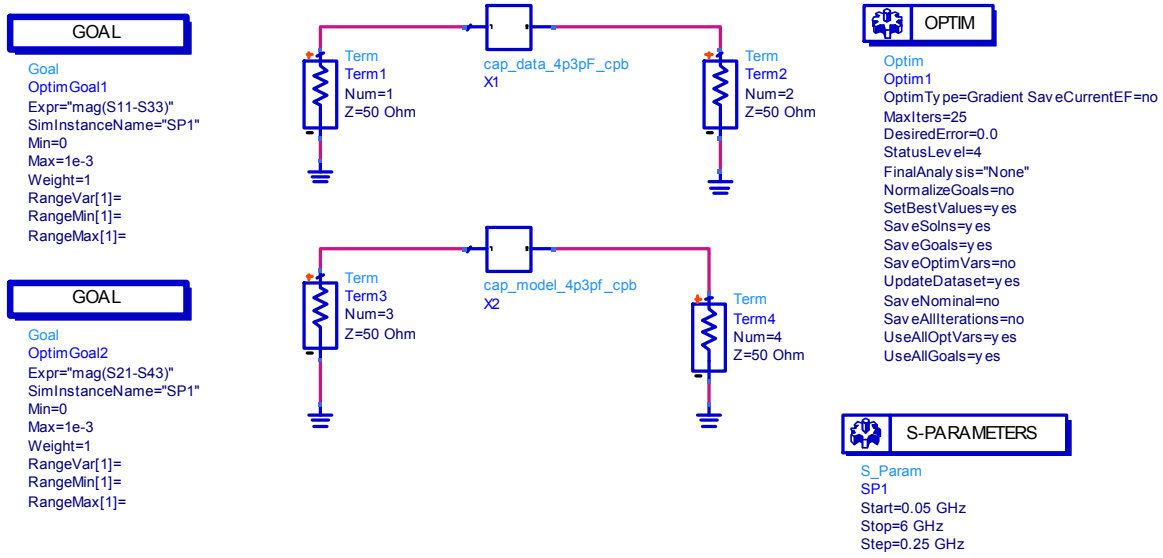 GOAL
Goal
OptimGoal1
Expr="mag(S11-S33)"
SimInstanceName="SP1"
Min=0
Max=1e-3
Weight=1
RangeVar[1]=
RangeMin[1]=
RangeMax[1]=
GOAL
Goal
OptimGoal2
Expr="mag(S21-S43)"
SimInstanceName="SP1"
Min=0
Max=1e-3
Weight=1
RangeVar[1]=
RangeMin[1]=
RangeMax[1]=
Term
Term1
Num=1
Z=50 Ohm
cap_data_4p3pF_cpb
X1
Term
Term2
Num=2
Z=50 Ohm
Term
Term3
Num=3
Z=50 Ohm
cap_model_4p3pf_cpb
X2
Term
Term4
Num=4
Z=50 Ohm
OPTIM
Optim
Optim1
OptimType=Gradient SaveCurrentEF=no
MaxIters=25
DesiredError=0.0
StatusLevel=4
FinalAnalysis="None"
NormalizeGoals=no
SetBestValues=yes
SaveSolns=yes
SaveGoals=yes
SaveOptimVars=no
UpdateDataset=yes
SaveNominal=no
SaveAllIterations=no
UseAllOptVars=yes
UseAllGoals=yes
S-PARAMETERS
S_Param
SP1
Start=0.05 GHz
Stop=6 GHz
Step=0.25 GHz